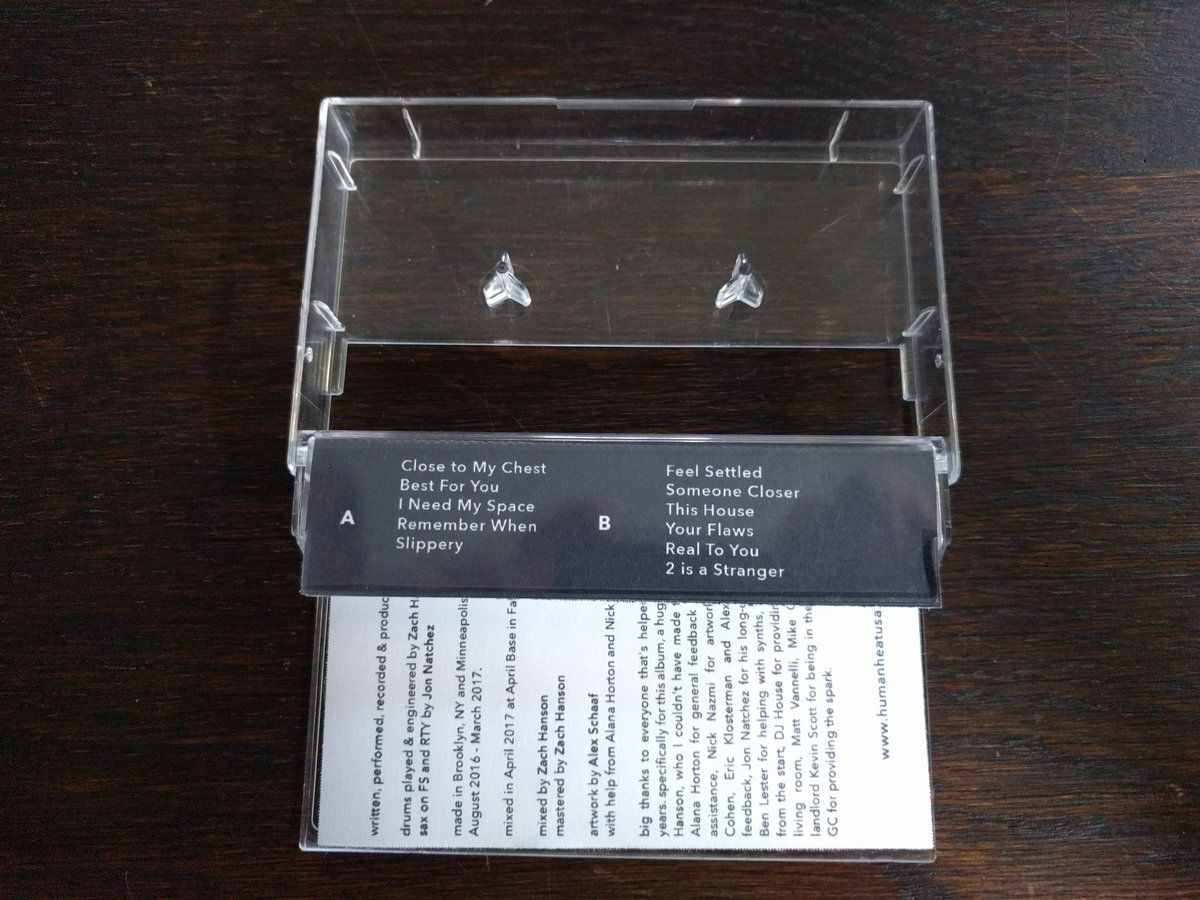 A
Close to My Chest
Best For You
I Need My Space
Remember When
Slippery
B
Feel Settled
Someone Closer
This House
Your Flaws
Real To You
2 is a Stranger
written, performed, recorded &
drums played & engineered by Zach
sax on FS and RTY by Jon Natchez
made in Brooklyn, NY and Minneapolis
August 2016 - March 2017.
mixed in April 2017 at April Base in
mixed by Zach Hanson
mastered by Zach Hanson
artwork by Alex Schaaf
with help from Alana Horton and Nick
big thanks to everyone that's helped
years. specifically for this album, a
Hanson, who I couldn't have made
Alana Horton for general feedback
assistance, Nick Nazmi for
Cohen, Eric Klosterman and
feedback, Jon Natchez for his
Ben Lester for helping with synths,
from the start, DJ House for
living room, Matt Vannelli, Mike
landlord Kevin Scott for being in the
GC for providing the spark.
www.humanheatusa.